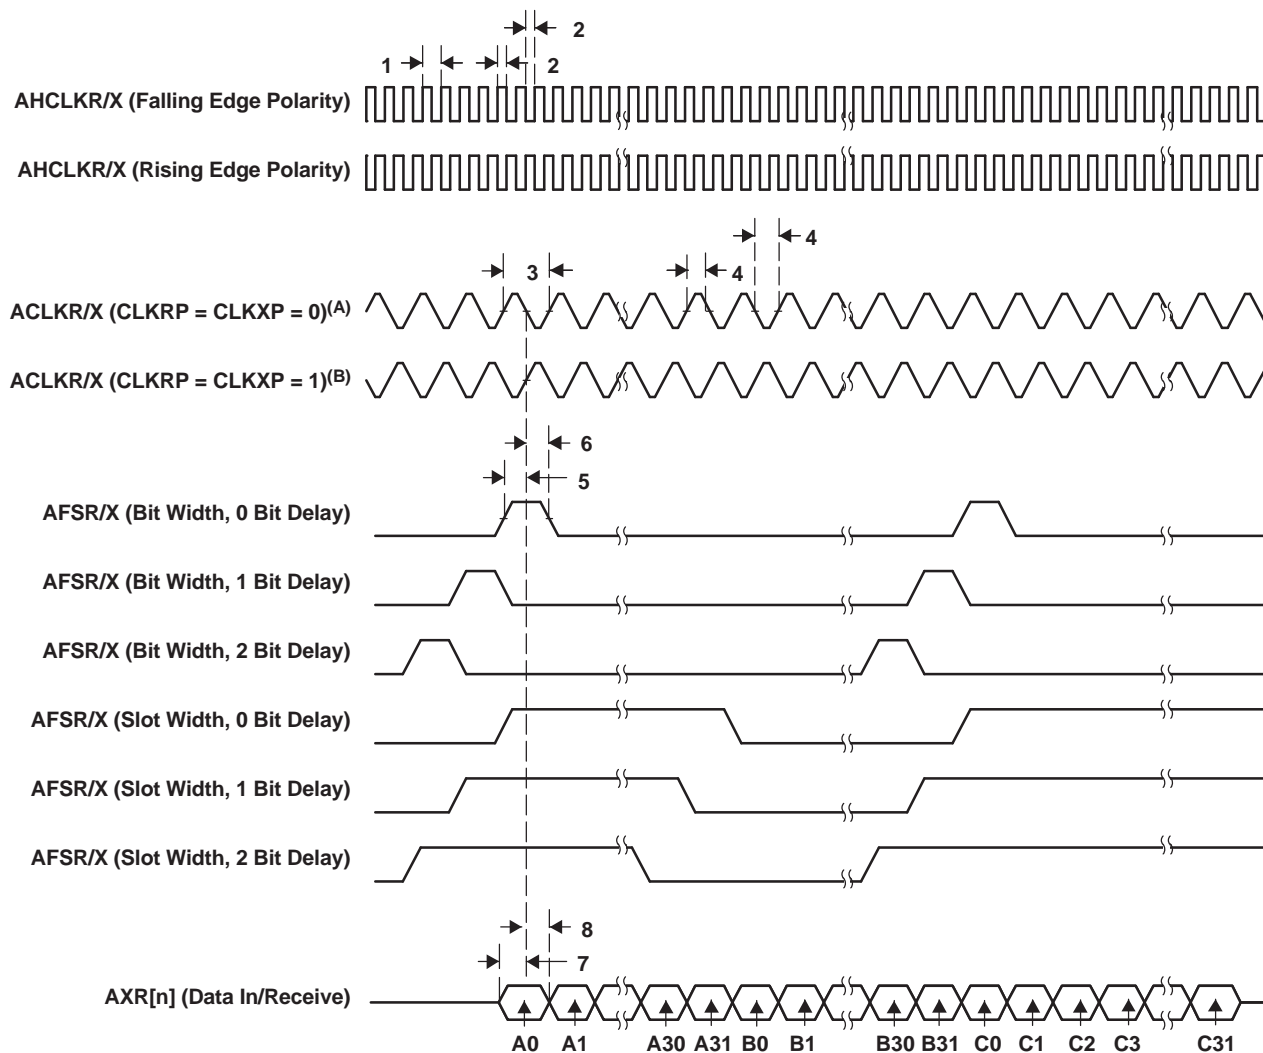 2
1
2
AHCLKR/X (Falling Edge Polarity)
AHCLKR/X (Rising Edge Polarity)
4
3
4
ACLKR/X (CLKRP = CLKXP = 0)(A)
ACLKR/X (CLKRP = CLKXP = 1)(B)
6
5
AFSR/X (Bit Width, 0 Bit Delay)
AFSR/X (Bit Width, 1 Bit Delay)
AFSR/X (Bit Width, 2 Bit Delay)
AFSR/X (Slot Width, 0 Bit Delay)
AFSR/X (Slot Width, 1 Bit Delay)
AFSR/X (Slot Width, 2 Bit Delay)
8
7
AXR[n] (Data In/Receive)
A0 A1 A30 A31 B0 B1 B30 B31 C0 C1 C2 C3 C31